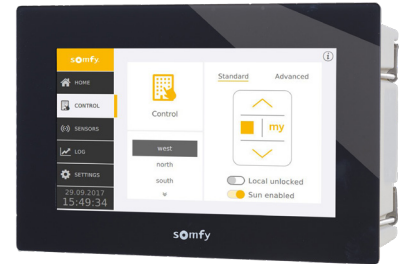 somfy
HOME
CONTROL
SENSORS
LOG
SETTINGS
29.09.2017
15:49:34
Control
west
north
south
Standard Advanced
my
Local unlocked
Sun enabled
somfy